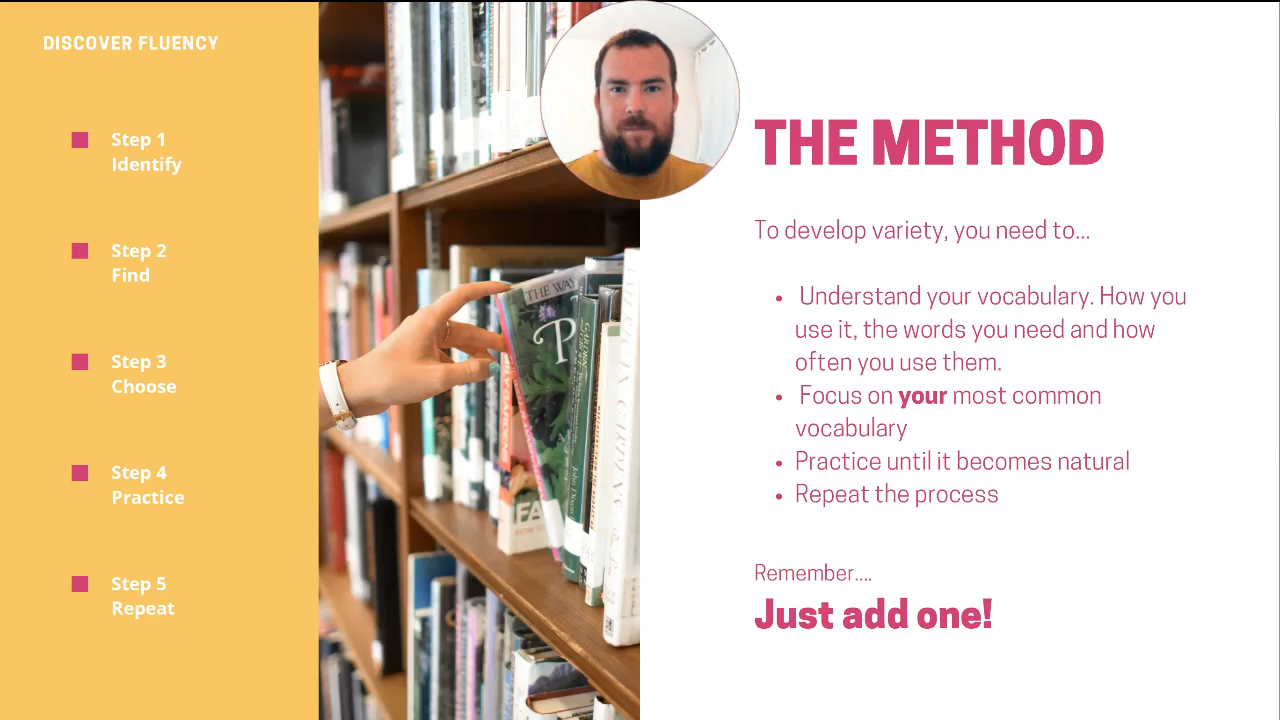 DISCOVER FLUENCY
Step 1
Identify
Step 2
Find
Step 3
Choose
Step 4
Practice
Step 5
Repeat
THE WAY
P
THE METHOD
To develop variety, you need to...
• Understand your vocabulary. How you
use it, the words you need and how
often you use them.
• Focus on your most common
vocabulary
• Practice until it becomes natural
• Repeat the process
Remember....
Just add one!